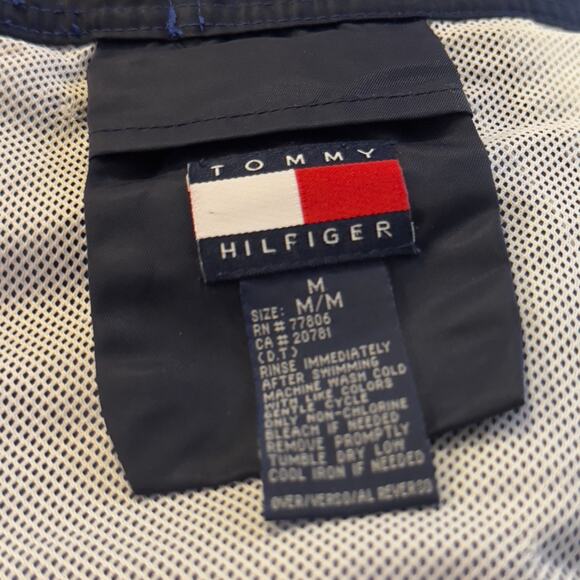 TOMMY
HILFIGER
M
SIZE: M/M
RN # 77806
CA # 20781
(D.T)
RINSE IMMEDIATELY
AFTER SWIMMING
MACHINE WASH COLD
WITH LIKE COLORS
GENTLE CYCLE
ONLY NON-CHLORINE
BLEACH IF NEEDED
REMOVE PROMPTLY
TUMBLE DRY LOW
COOL IRON IF NEEDED
OVER/VERSO/AL REVERSO